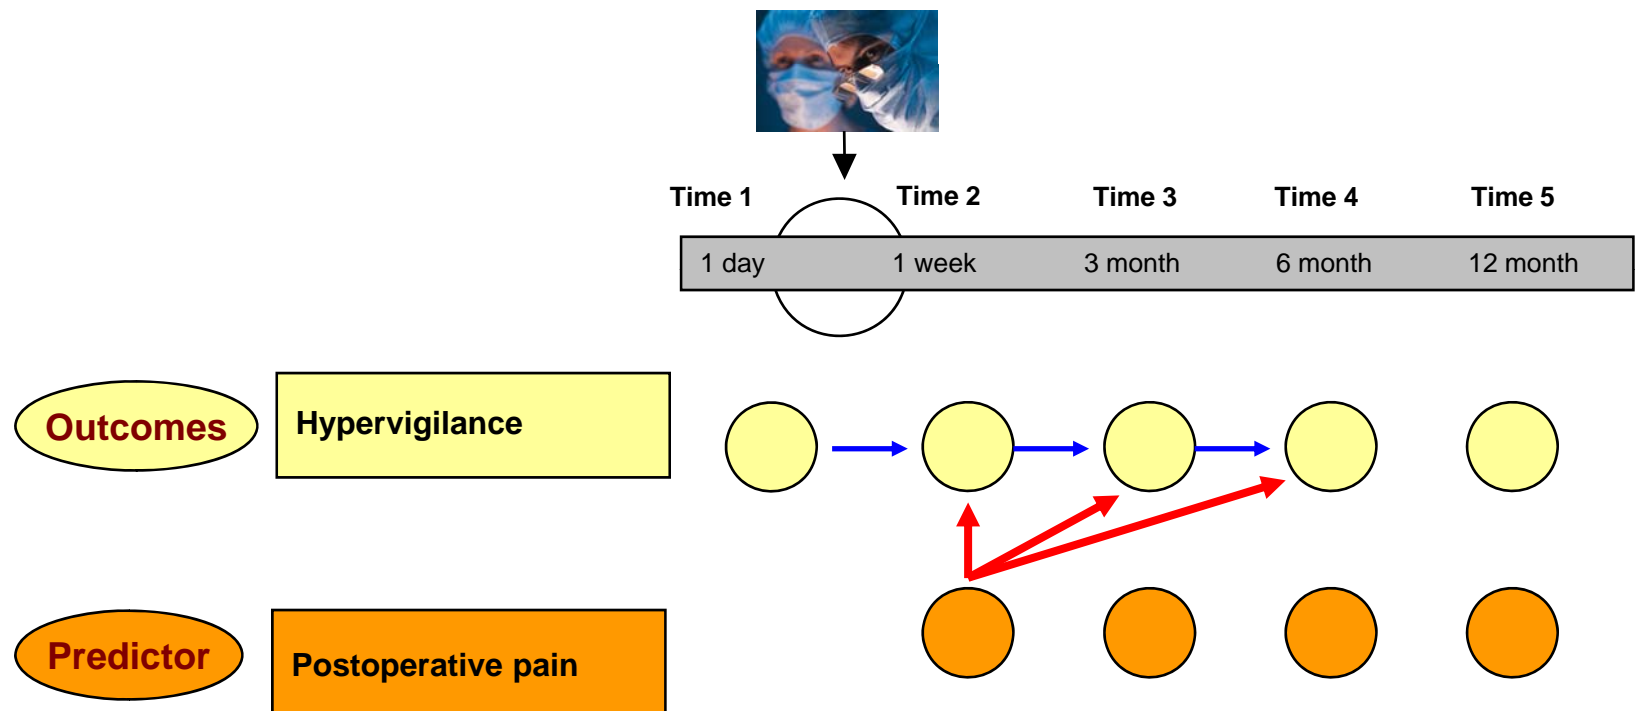 Time 1 Time 2 Time 3 Time 4 Time 5
1 day 1 week 3 month 6 month 12 month
Outcomes Hypervigilance
Predictor Postoperative pain